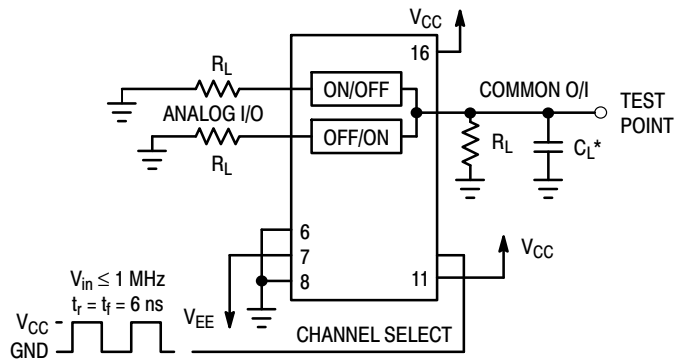 V_CC
16
R_L
ON/OFF
COMMON O/I
ANALOG I/O
OFF/ON
TEST
POINT
R_L
R_L
C_L*
6
7
8
11
V_CC
V_EE
V_in ≤ 1 MHz
t_r = t_f = 6 ns
V_CC
GND
CHANNEL SELECT